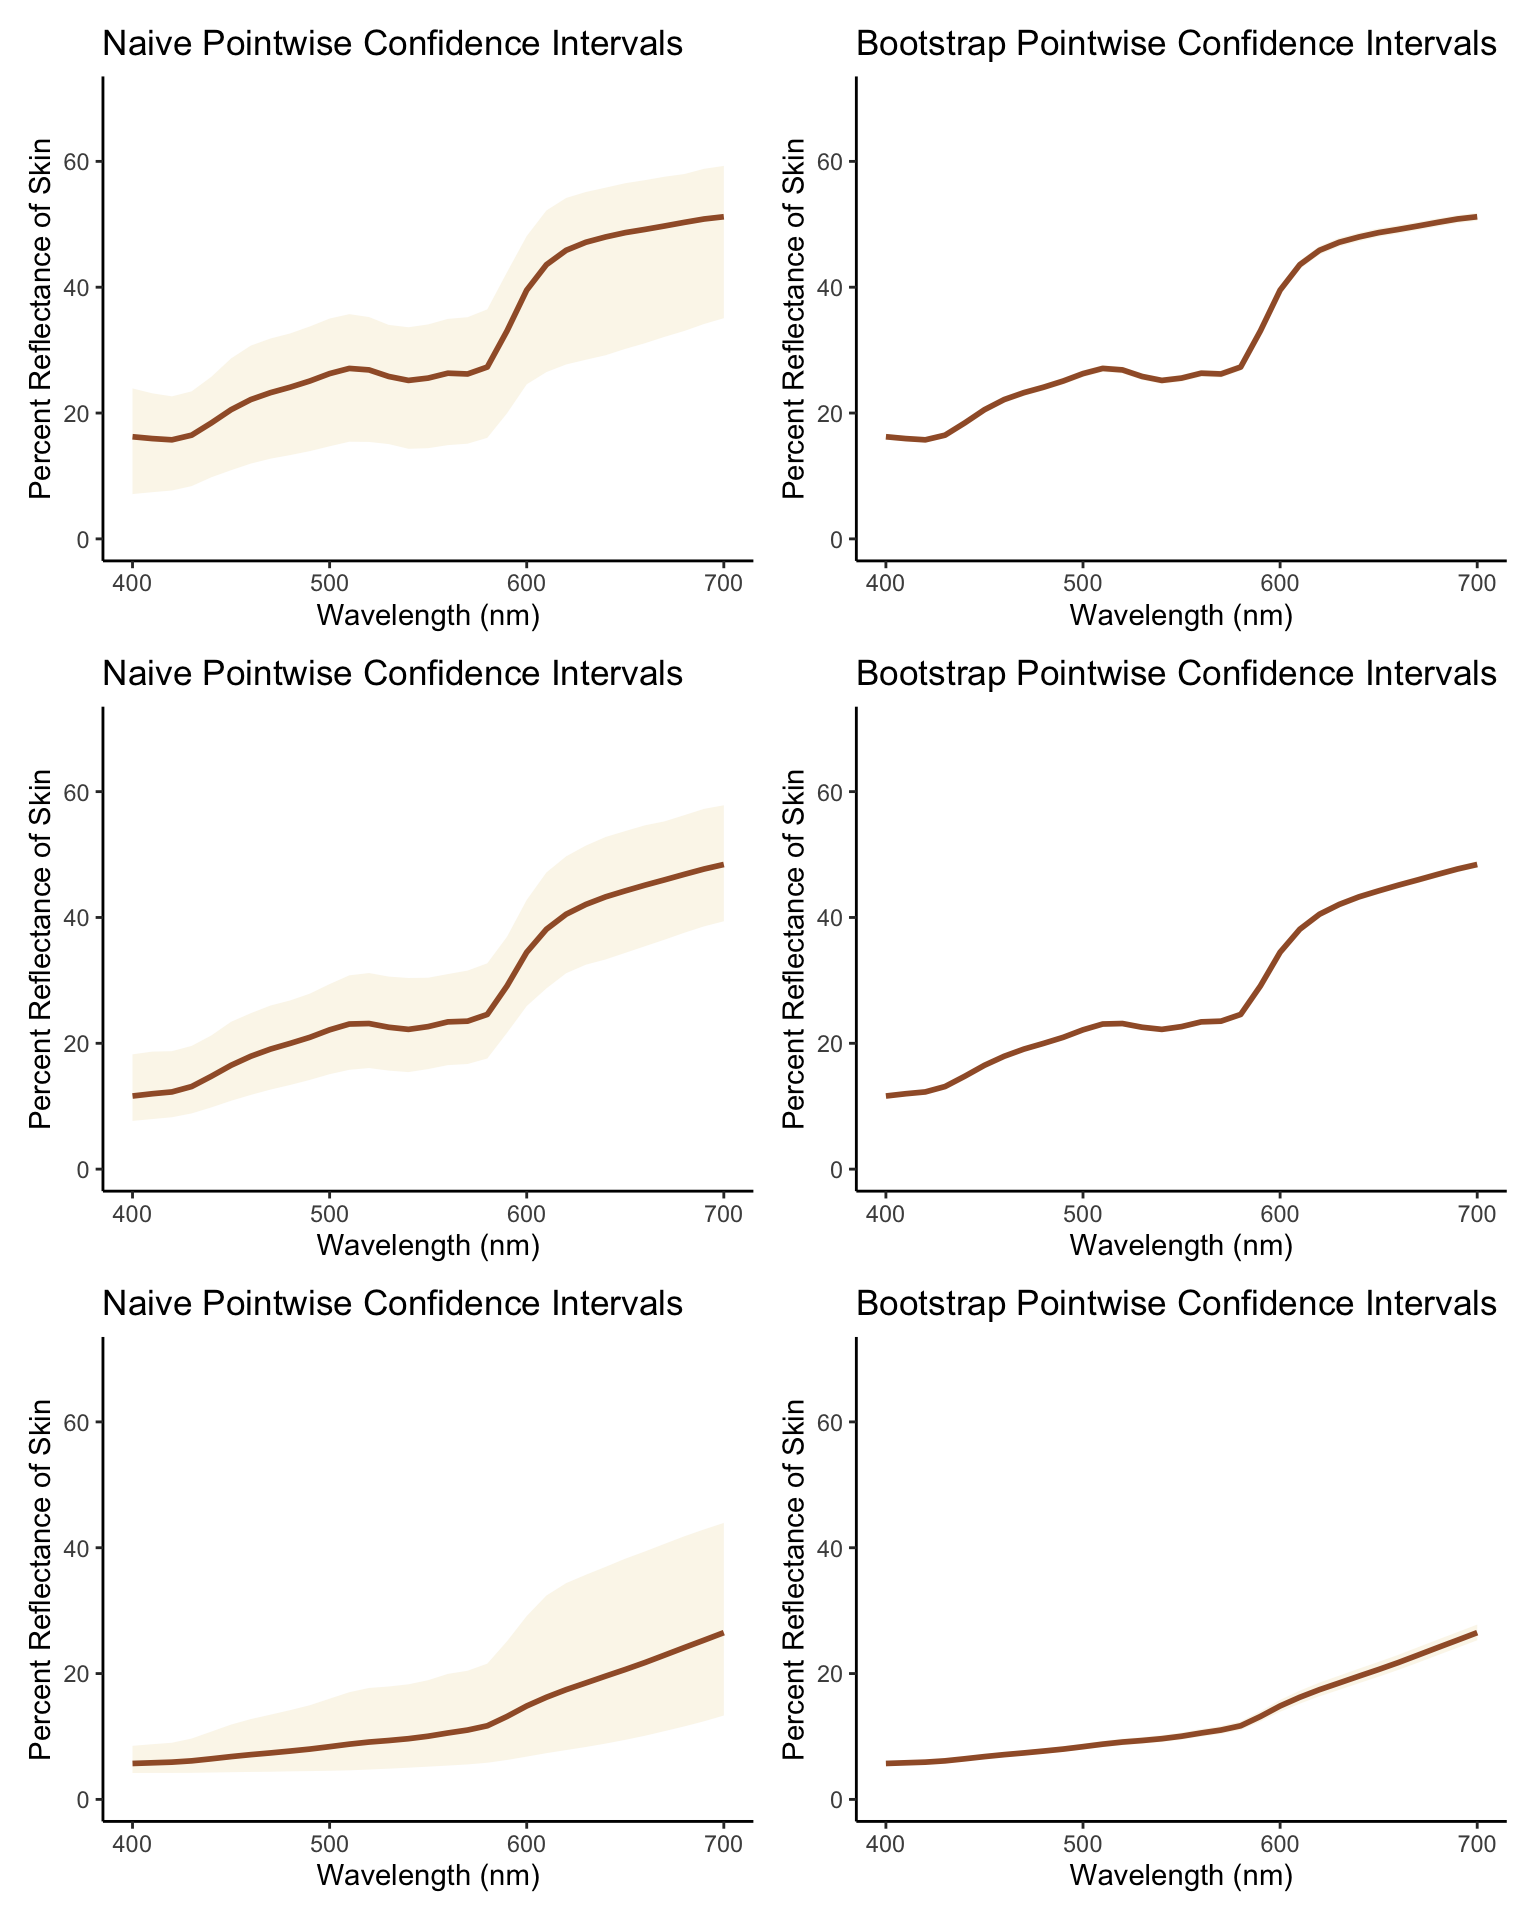 Naive Pointwise Confidence Intervals
Percent Reflectance of Skin
60
40
20
0
400 500 600 700
Wavelength (nm)
Bootstrap Pointwise Confidence Intervals
Percent Reflectance of Skin
60
40
20
0
400 500 600 700
Wavelength (nm)
Naive Pointwise Confidence Intervals
Percent Reflectance of Skin
60
40
20
0
400 500 600 700
Wavelength (nm)
Bootstrap Pointwise Confidence Intervals
Percent Reflectance of Skin
60
40
20
0
400 500 600 700
Wavelength (nm)
Naive Pointwise Confidence Intervals
Percent Reflectance of Skin
60
40
20
0
400 500 600 700
Wavelength (nm)
Bootstrap Pointwise Confidence Intervals
Percent Reflectance of Skin
60
40
20
0
400 500 600 700
Wavelength (nm)